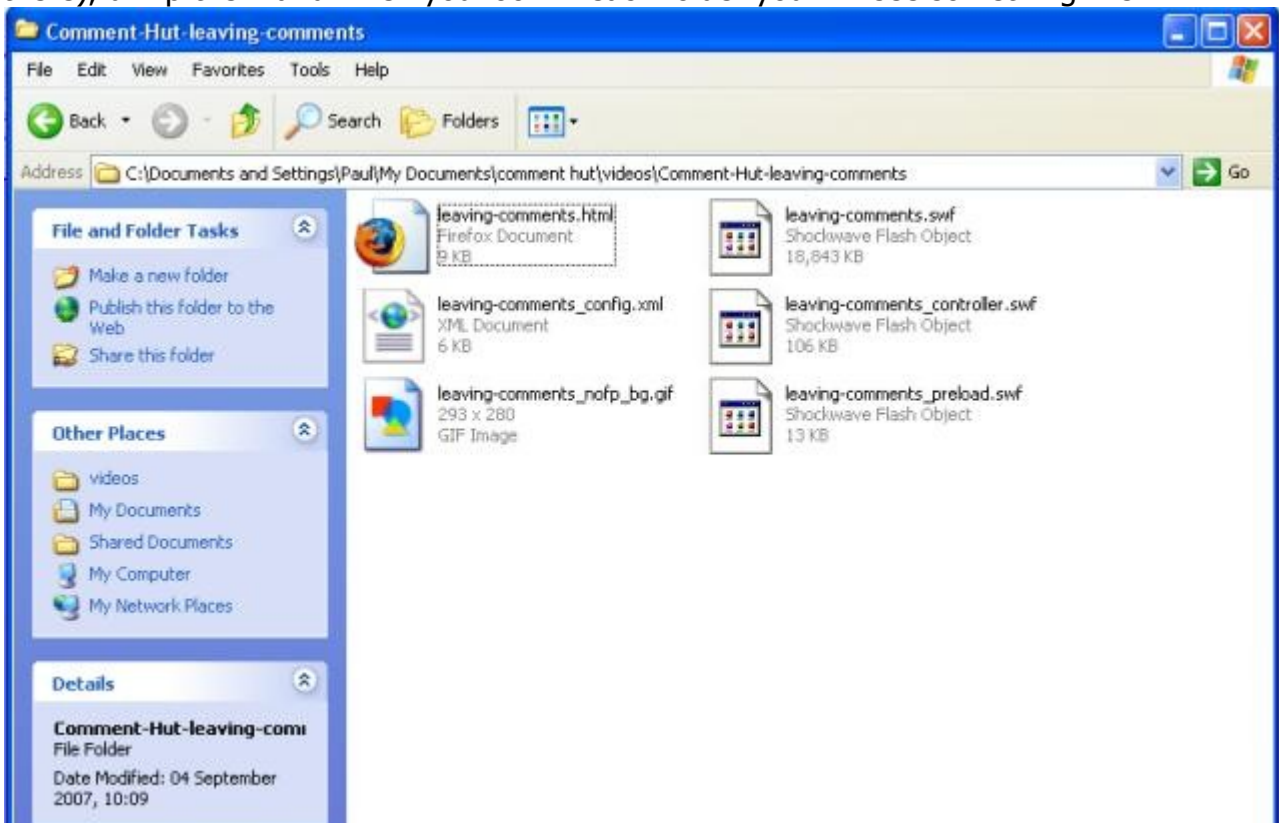 Comment-Hut-leaving-comments
File Edit View Favorites Tools Help
Back Search Folders
Address C:\Documents and Settings\Paul\My Documents\comment hut\videos\Comment-Hut-leaving-comments Go
File and Folder Tasks
Make a new folder
Publish this folder to the
Web
Share this folder
Other Places
videos
My Documents
Shared Documents
My Computer
My Network Places
Details
Comment-Hut-leaving-com
File Folder
Date Modified: 04 September
2007, 10:09
leaving-comments.html
Firefox Document
9 KB
leaving-comments.swf
Shockwave Flash Object
18,843 KB
leaving-comments_config.xml
XML Document
6 KB
leaving-comments_controller.swf
Shockwave Flash Object
106 KB
leaving-comments_nofp_bg.gif
293 x 280
GIF Image
leaving-comments_preload.swf
Shockwave Flash Object
13 KB